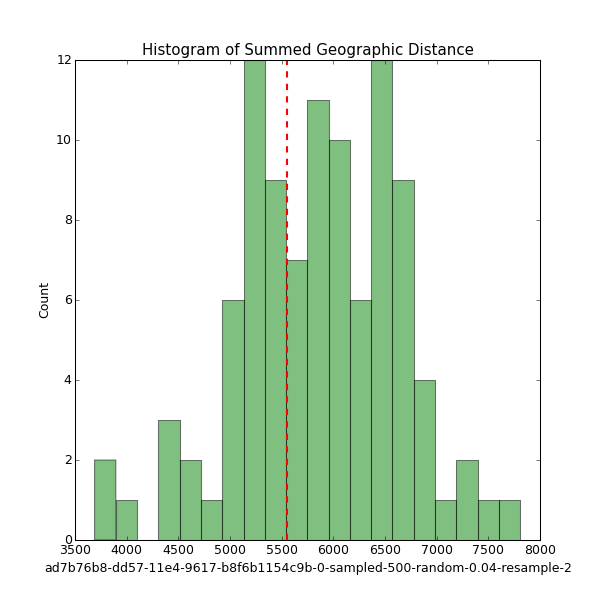 Histogram of Summed Geographic Distance
12
10
8
6
4
2
0
Count
3500 4000 4500 5000 5500 6000 6500 7000 7500 8000
ad7b76b8-dd57-11e4-9617-b8f6b1154c9b-0-sampled-500-random-0.04-resample-2